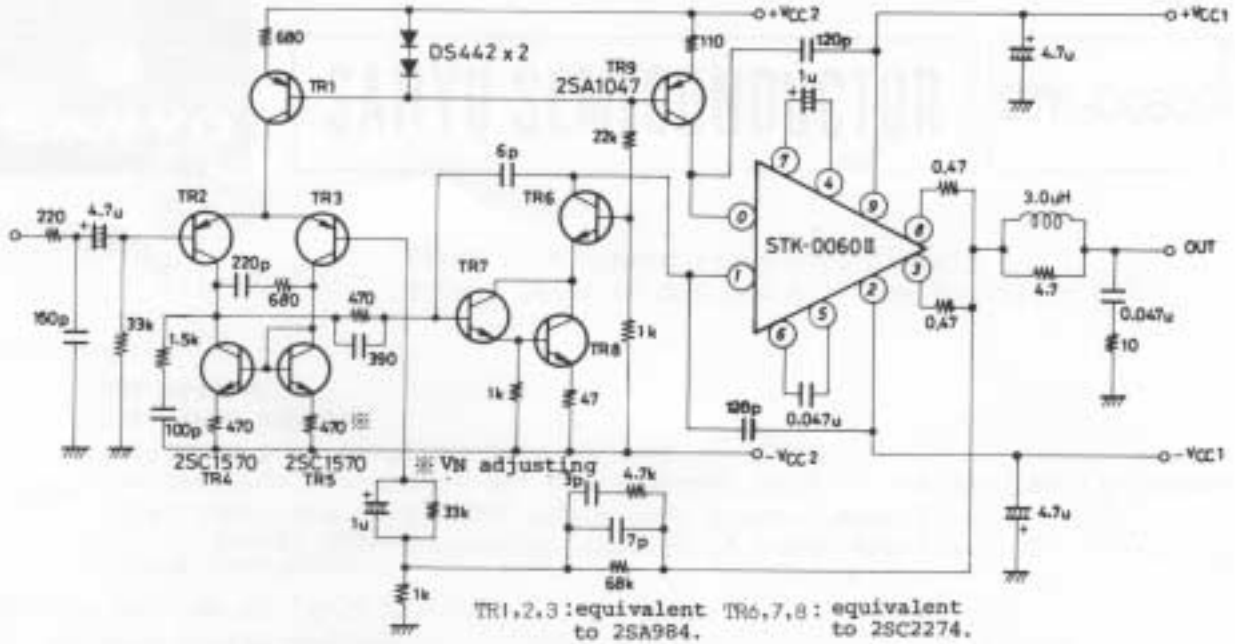 680
DS442 x 2
+VCC2
+VCC1
110
120p
4.7u
TR1
TR9
2SA1047
1u
+
22k
7
4
9
6p
0.47
3.0uH
TR2
TR3
TR6
0
8
220
4.7u
+
STK-0060II
OUT
220p
680
TR7
1
3
2
4.7
470
5
0.47
0.047u
160p
33k
1.5k
390
TR8
1k
6
10
1k
47
100p
470
470
※
0.047u
2SC1570
2SC1570
-VCC2
-VCC1
TR4
TR5
※ VN adjusting
3p
4.7k
+
1u
33k
7p
4.7u
+
68k
1k
TR1,2,3: equivalent
to 2SA984.
TR6,7,8: equivalent
to 2SC2274.